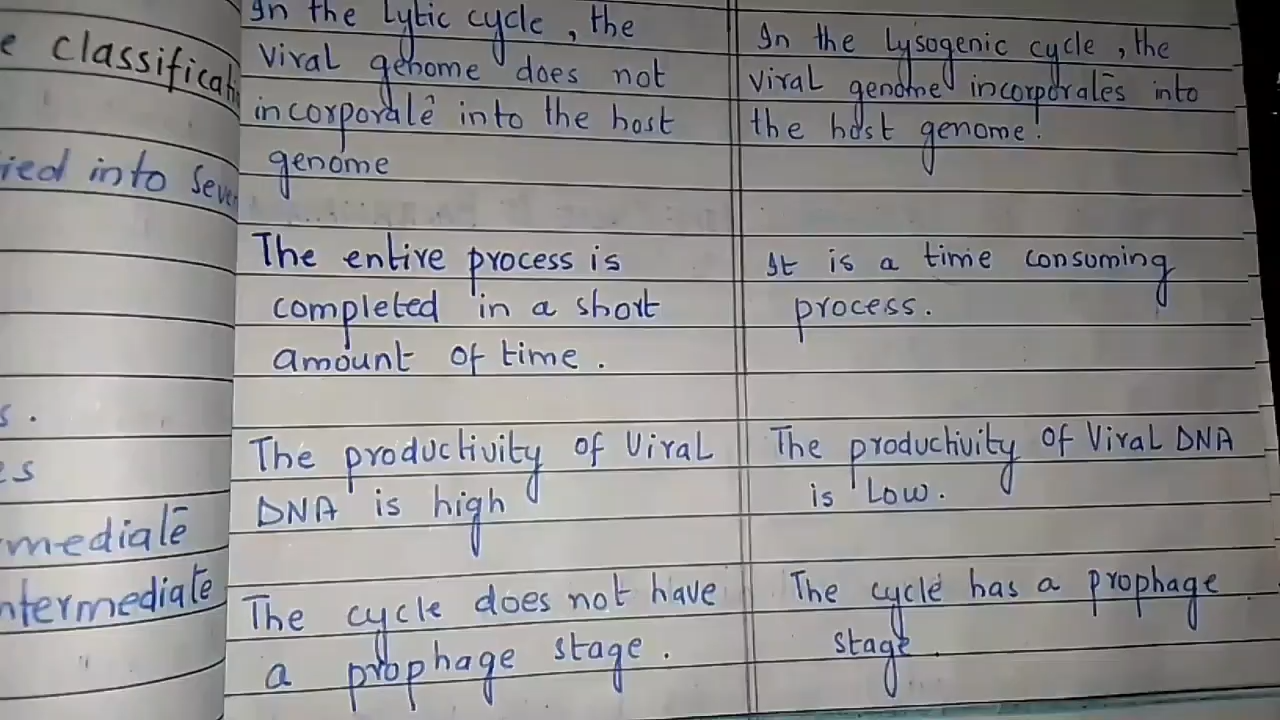 e classificati
ied into Seve
s.
es
mediate
ntermediate
In the Lytic cycle, the
Viral genome does not
incorporate into the host
genome
The entire process is
completed in a short
amount of time.
The productivity of Viral
DNA is high
The cycle does not have
a prophage stage.
In the Lysogenic cycle, the
viral genome incorporates into
the host genome.
It is a time consuming
process.
The productivity of Viral DNA
is Low.
The cycle has a prophage
stage.